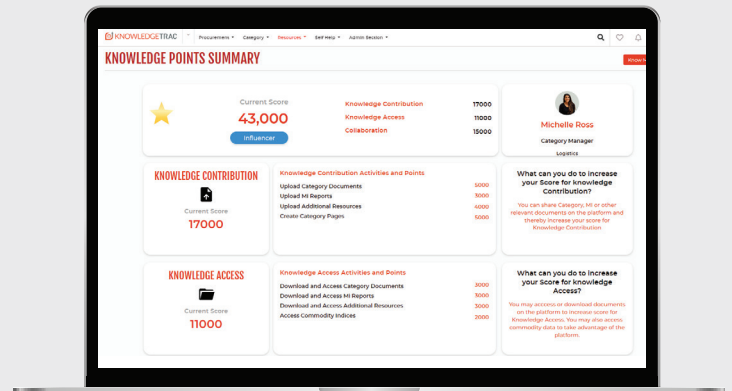 KNOWLEDGETRAC
Procurement Category Resources Self Help Admin Session
KNOWLEDGE POINTS SUMMARY
Know
Current Score
43,000
Influencer
Knowledge Contribution 17000
Knowledge Access 11000
Collaboration 15000
Michelle Ross
Category Manager
Logistics
KNOWLEDGE CONTRIBUTION
Current Score
17000
Knowledge Contribution Activities and Points
Upload Category Documents 5000
Upload MI Reports 3000
Upload Additional Resources 4000
Create Category Pages 5000
What can you do to increase
your Score for knowledge
Contribution?
You can share Category, MI or other
relevant documents on the platform and
thereby increase your score for
Knowledge Contribution
KNOWLEDGE ACCESS
Current Score
11000
Knowledge Access Activities and Points
Download and Access Category Documents 3000
Download and Access MI Reports 3000
Download and Access Additional Resources 3000
Access Commodity Indices 2000
What can you do to Increase
your Score for knowledge
Access?
You may acccess or download documents
on the platform to increase score for
Knowledge Access. You may also access
commodity data to take advantage of the
platform.